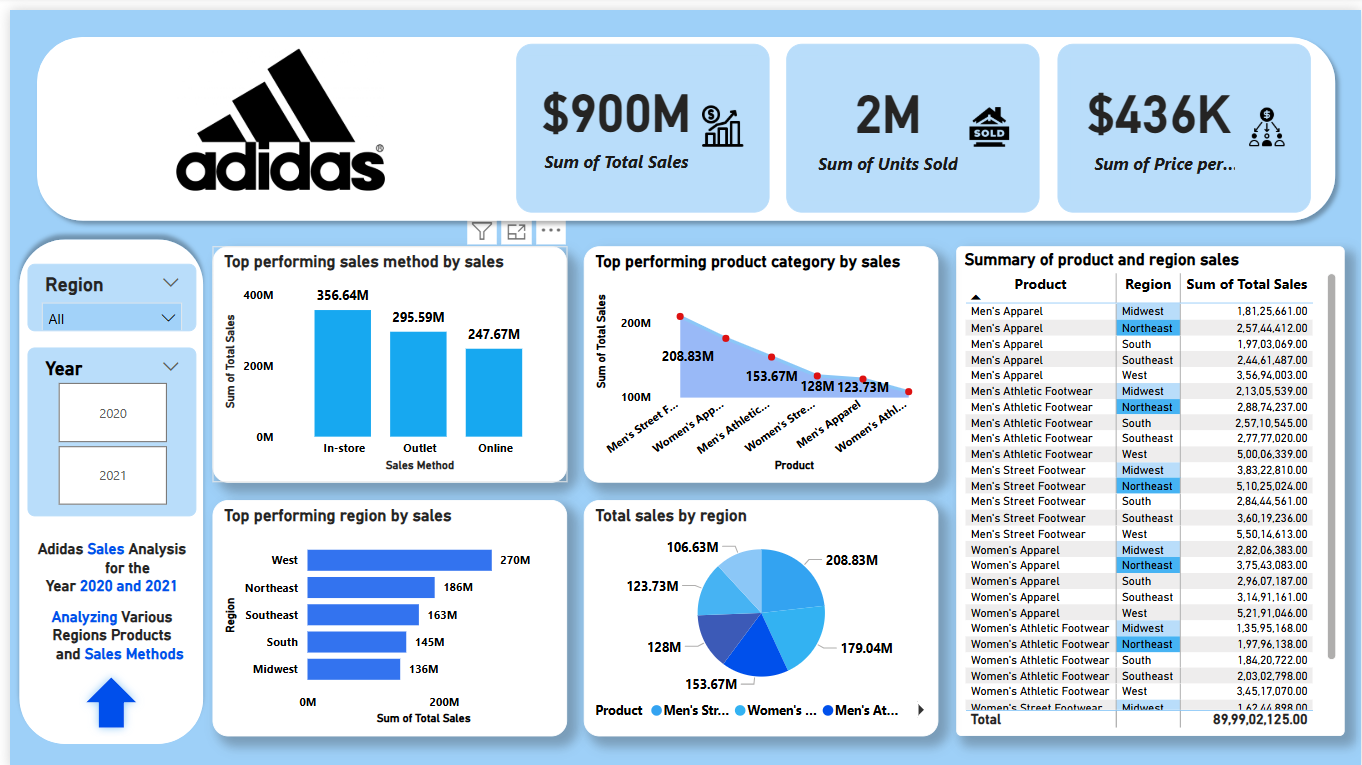 adidas
®
$900M
Sum of Total Sales
2M
Sum of Units Sold
SOLD
$436K
Sum of Price per...
Region
All
Year
2020
2021
Adidas Sales Analysis
for the
Year 2020 and 2021
Analyzing Various
Regions Products
and Sales Methods
Top performing sales method by sales
Sum of Total Sales
400M
200M
0M
356.64M
295.59M
247.67M
In-store
Outlet
Online
Sales Method
Top performing product category by sales
Sum of Total Sales
200M
100M
208.83M
153.67M
128M
123.73M
Men's Street F...
Women's App...
Men's Athletic...
Women's Stre...
Men's Apparel
Women's Athl...
Product
Top performing region by sales
Region
West 270M
Northeast 186M
Southeast 163M
South 145M
Midwest 136M
0M 200M
Sum of Total Sales
Total sales by region
106.63M
208.83M
123.73M
128M
179.04M
153.67M
Product Men's Str... Women's ... Men's At...
Summary of product and region sales
Product Region Sum of Total Sales
Men's Apparel Midwest 1,81,25,661.00
Men's Apparel Northeast 2,57,44,412.00
Men's Apparel South 1,97,03,069.00
Men's Apparel Southeast 2,44,61,487.00
Men's Apparel West 3,56,94,003.00
Men's Athletic Footwear Midwest 2,13,05,539.00
Men's Athletic Footwear Northeast 2,88,74,237.00
Men's Athletic Footwear South 2,57,10,545.00
Men's Athletic Footwear Southeast 2,77,77,020.00
Men's Athletic Footwear West 5,00,06,339.00
Men's Street Footwear Midwest 3,83,22,810.00
Men's Street Footwear Northeast 5,10,25,024.00
Men's Street Footwear South 2,84,44,561.00
Men's Street Footwear Southeast 3,60,19,236.00
Men's Street Footwear West 5,50,14,613.00
Women's Apparel Midwest 2,82,06,383.00
Women's Apparel Northeast 3,75,43,083.00
Women's Apparel South 2,96,07,187.00
Women's Apparel Southeast 3,14,91,161.00
Women's Apparel West 5,21,91,046.00
Women's Athletic Footwear Midwest 1,35,95,168.00
Women's Athletic Footwear Northeast 1,97,96,138.00
Women's Athletic Footwear South 1,84,20,722.00
Women's Athletic Footwear Southeast 2,03,02,798.00
Women's Athletic Footwear West 3,45,17,070.00
Women's Street Footwear Midwest 1,62,44,898.00
Total 89,99,02,125.00